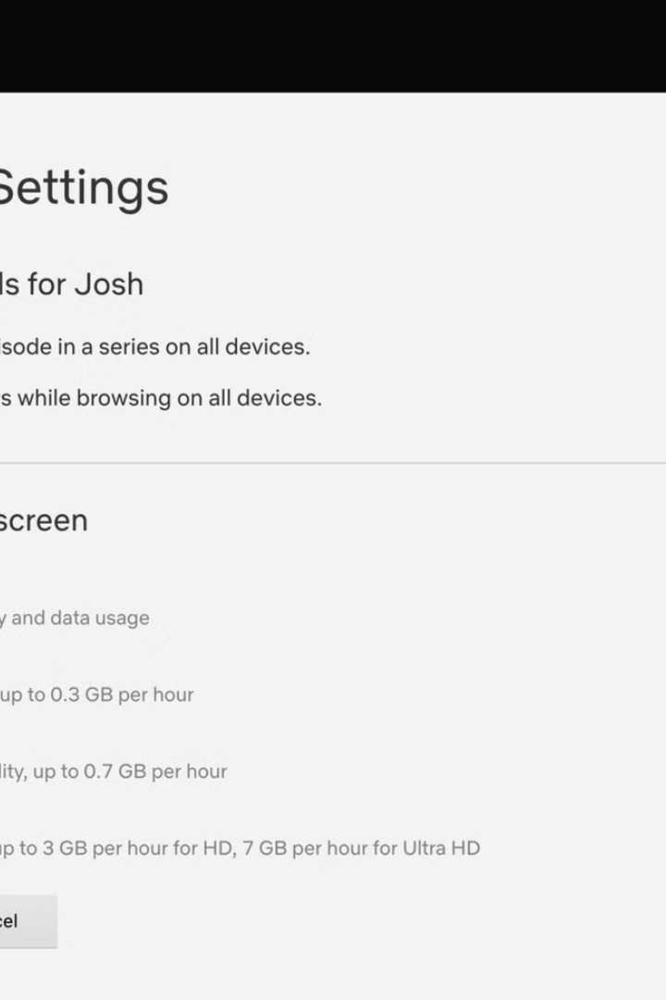 Settings
ls for Josh
isode in a series on all devices.
s while browsing on all devices.
screen
y and data usage
up to 0.3 GB per hour
lity, up to 0.7 GB per hour
up to 3 GB per hour for HD, 7 GB per hour for Ultra HD
cel